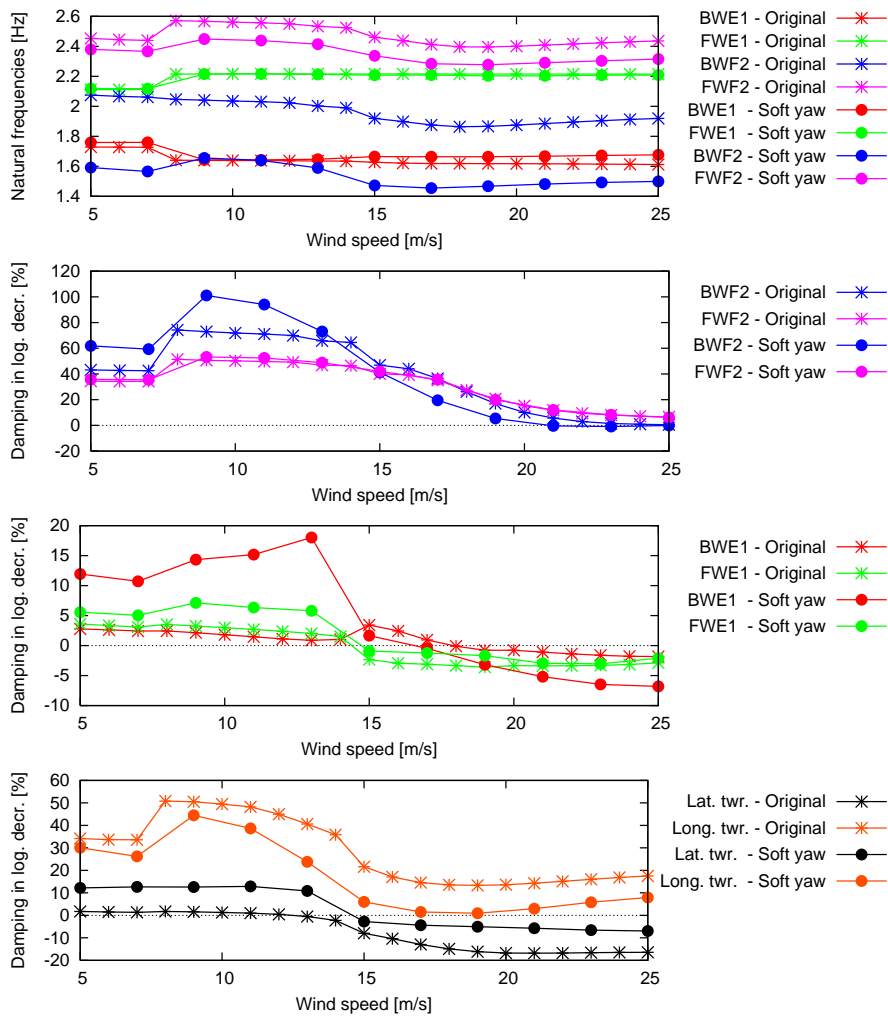 2.6
2.4
2.2
2
1.8
1.6
1.4
Natural frequencies [Hz]
5 10 15 20 25
Wind speed [m/s]
BWE1 - Original
FWE1 - Original
BWF2 - Original
FWF2 - Original
BWE1 - Soft yaw
FWE1 - Soft yaw
BWF2 - Soft yaw
FWF2 - Soft yaw
120
100
80
60
40
20
0
-20
Damping in log. decr. [%]
5 10 15 20 25
Wind speed [m/s]
BWF2 - Original
FWF2 - Original
BWF2 - Soft yaw
FWF2 - Soft yaw
20
15
10
5
0
-5
-10
Damping in log. decr. [%]
5 10 15 20 25
Wind speed [m/s]
BWE1 - Original
FWE1 - Original
BWE1 - Soft yaw
FWE1 - Soft yaw
60
50
40
30
20
10
0
-10
-20
Damping in log. decr. [%]
5 10 15 20 25
Wind speed [m/s]
Lat. twr. - Original
Long. twr. - Original
Lat. twr. - Soft yaw
Long. twr. - Soft yaw